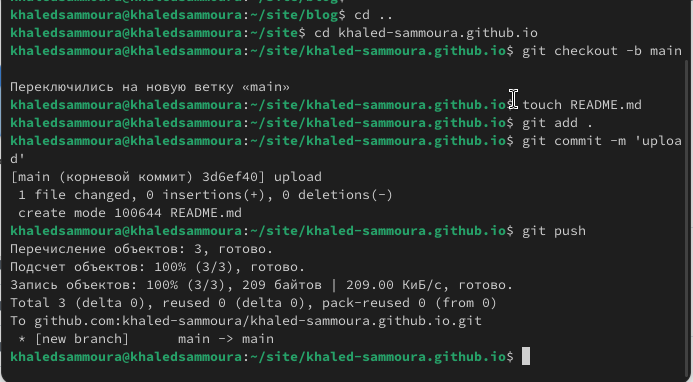 khaledsammoura@khaledsammoura:~/site/blog$ cd ..
khaledsammoura@khaledsammoura:~/site$ cd khaled-sammoura.github.io
khaledsammoura@khaledsammoura:~/site/khaled-sammoura.github.io$ git checkout -b main
Переключились на новую ветку «main»
khaledsammoura@khaledsammoura:~/site/khaled-sammoura.github.io$ touch README.md
khaledsammoura@khaledsammoura:~/site/khaled-sammoura.github.io$ git add .
khaledsammoura@khaledsammoura:~/site/khaled-sammoura.github.io$ git commit -m 'uploa
d'
[main (корневой коммит) 3d6ef40] upload
 1 file changed, 0 insertions(+), 0 deletions(-)
 create mode 100644 README.md
khaledsammoura@khaledsammoura:~/site/khaled-sammoura.github.io$ git push
Перечисление объектов: 3, готово.
Подсчет объектов: 100% (3/3), готово.
Запись объектов: 100% (3/3), 209 байтов | 209.00 КиБ/с, готово.
Total 3 (delta 0), reused 0 (delta 0), pack-reused 0 (from 0)
To github.com:khaled-sammoura/khaled-sammoura.github.io.git
 * [new branch]      main -> main
khaledsammoura@khaledsammoura:~/site/khaled-sammoura.github.io$